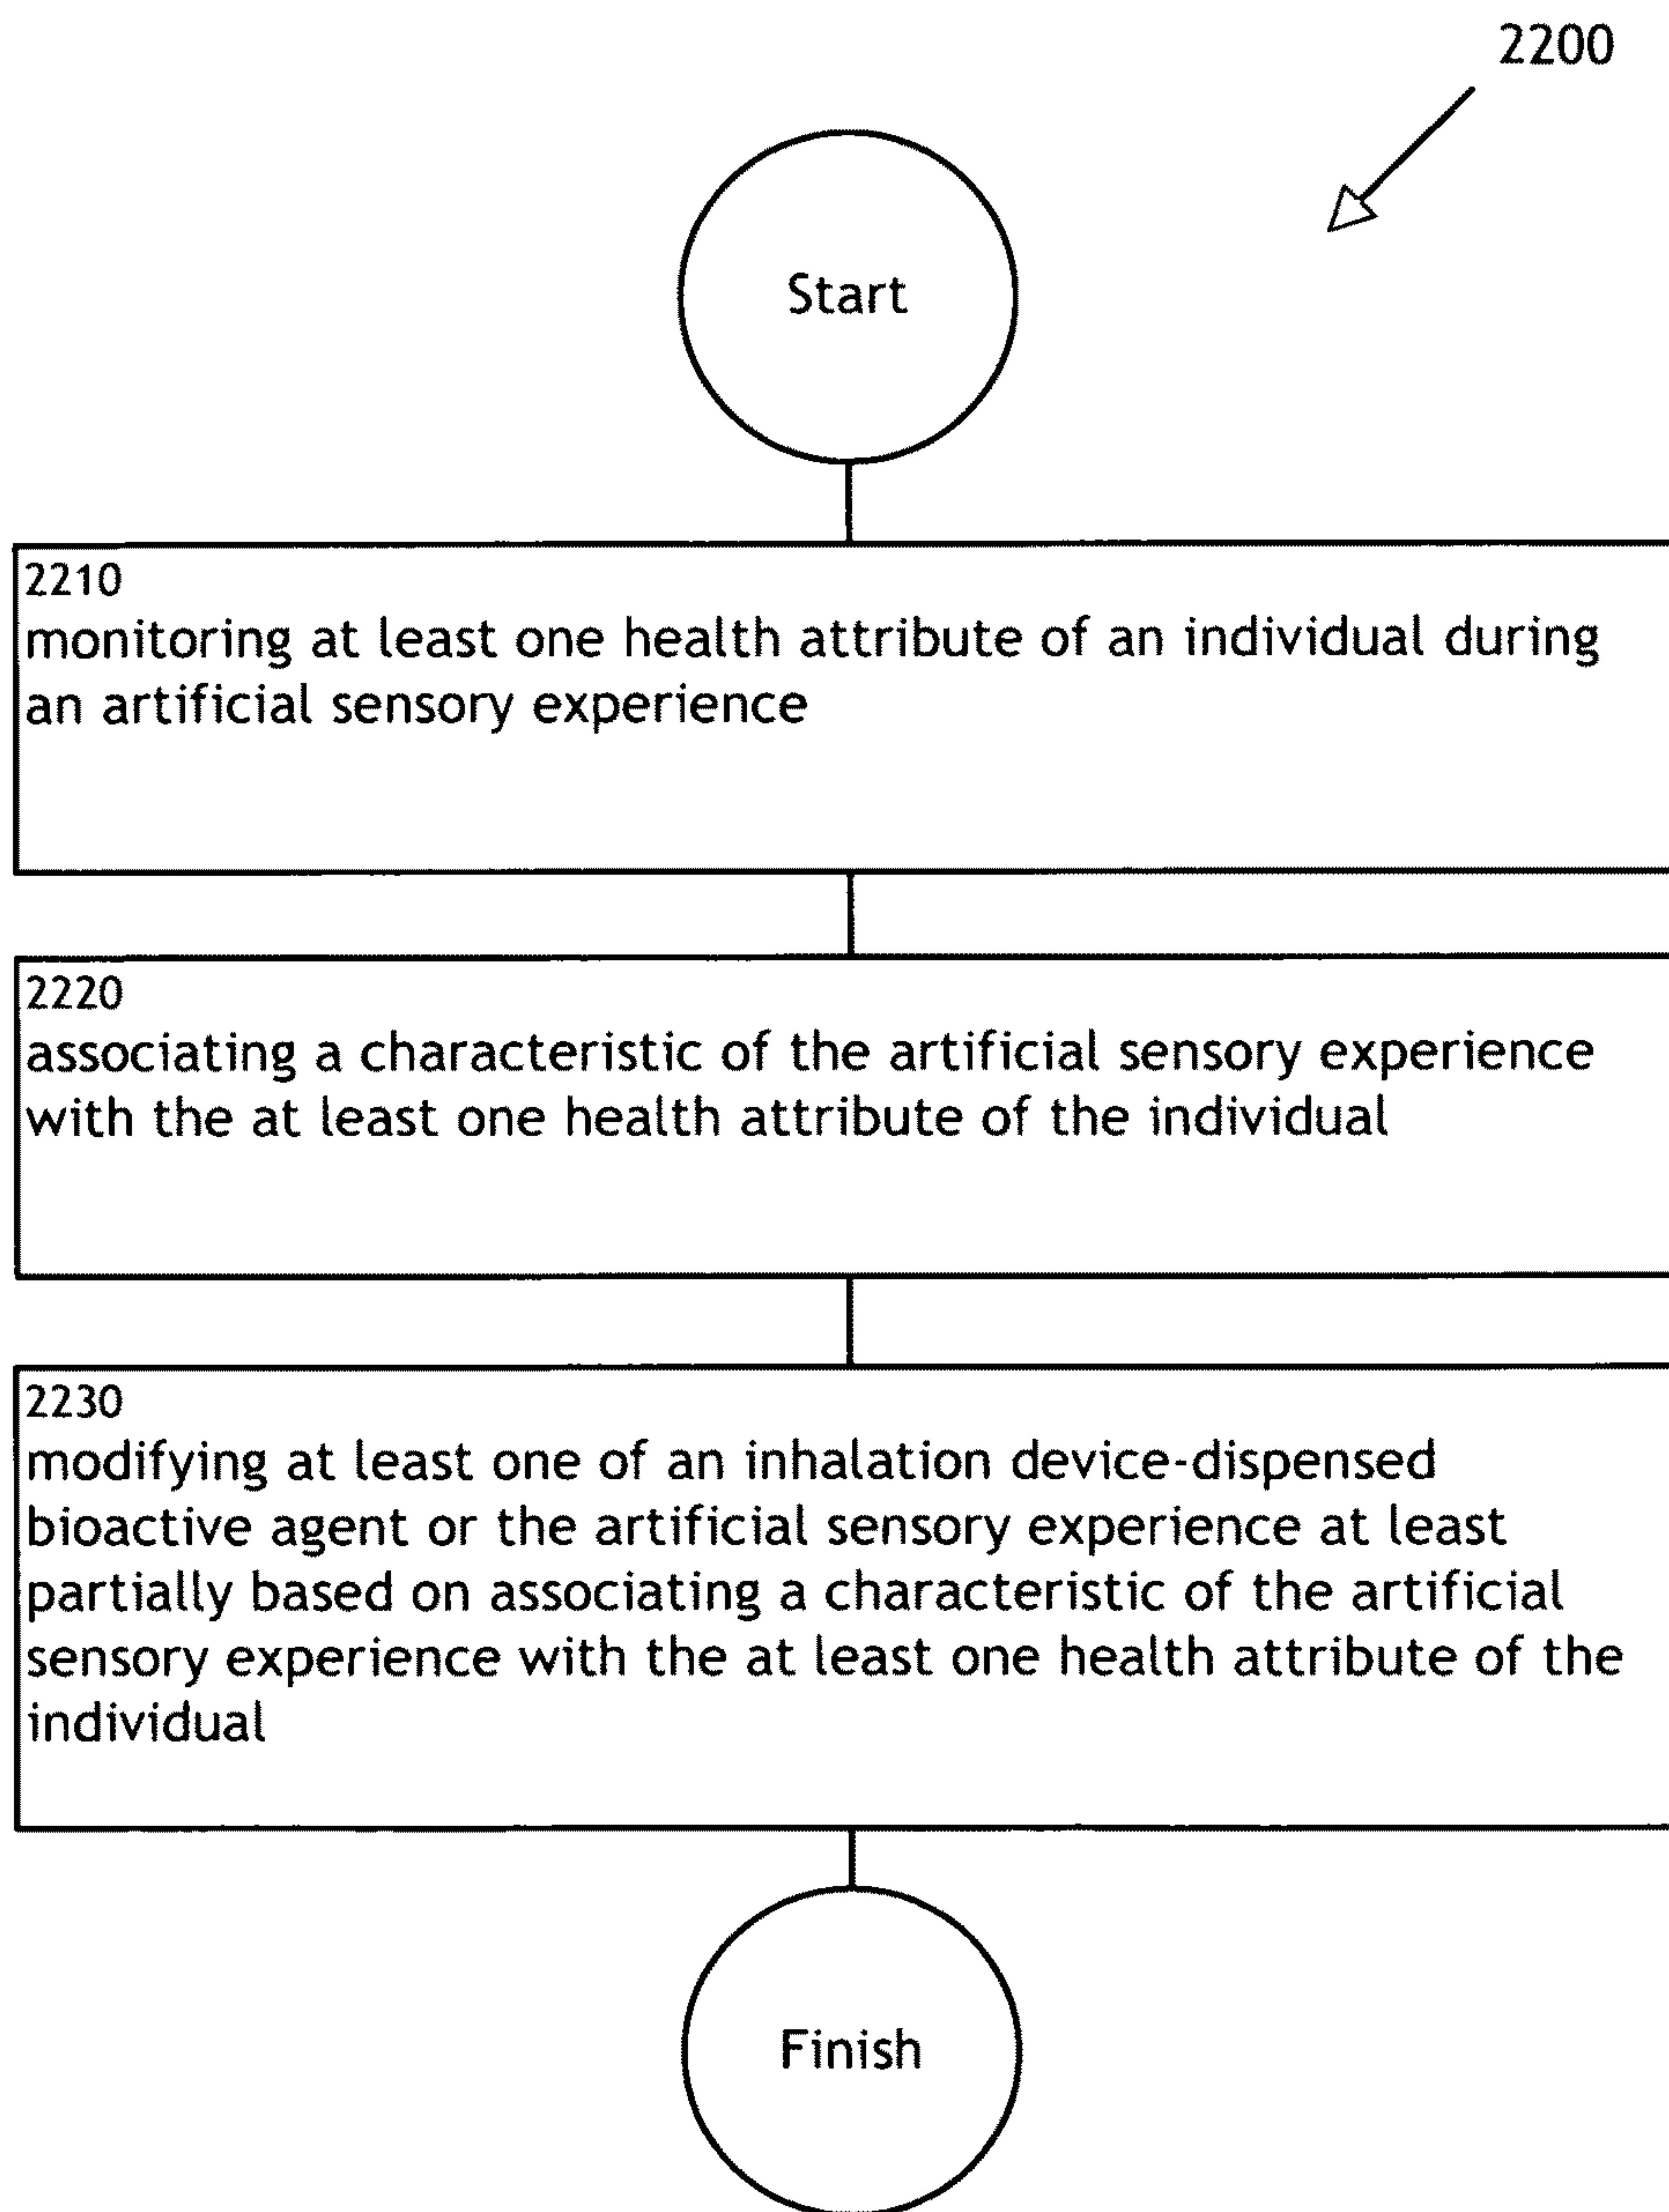 2200
Start
2210
monitoring at least one health attribute of an individual during
an artificial sensory experience
2220
associating a characteristic of the artificial sensory experience
with the at least one health attribute of the individual
2230
modifying at least one of an inhalation device-dispensed
bioactive agent or the artificial sensory experience at least
partially based on associating a characteristic of the artificial
sensory experience with the at least one health attribute of the
individual
Finish